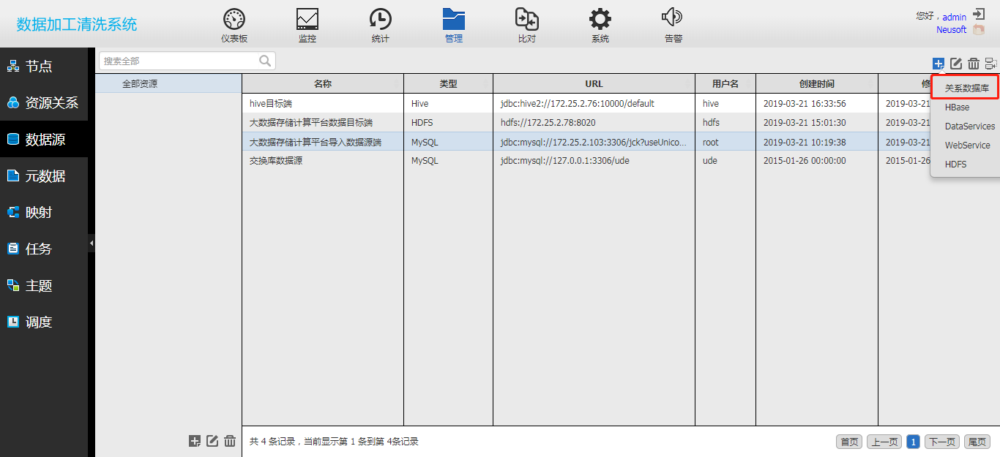 数据加工清洗系统
仪表板
监控
统计
管理
比对
系统
告警
您好，admin
Neusoft
节点
资源关系
数据源
元数据
映射
任务
主题
调度
搜索全部
全部资源
名称 类型 URL 用户名 创建时间 修
hive目标端 Hive jdbc:hive2://172.25.2.76:10000/default hive 2019-03-21 16:33:56 2019-03-21
大数据存储计算平台数据目标端 HDFS hdfs://172.25.2.78:8020 hdfs 2019-03-21 15:01:30 2019-03-21
大数据存储计算平台导入数据源端 MySQL jdbc:mysql://172.25.2.103:3306/jck?useUnico... root 2019-03-21 10:19:38 2019-03-21
交换库数据源 MySQL jdbc:mysql://127.0.0.1:3306/ude ude 2015-01-26 00:00:00 2015-01-26
关系数据库
HBase
DataServices
WebService
HDFS
共 4 条记录，当前显示第 1 条到第 4条记录
首页 上一页 1 下一页 尾页